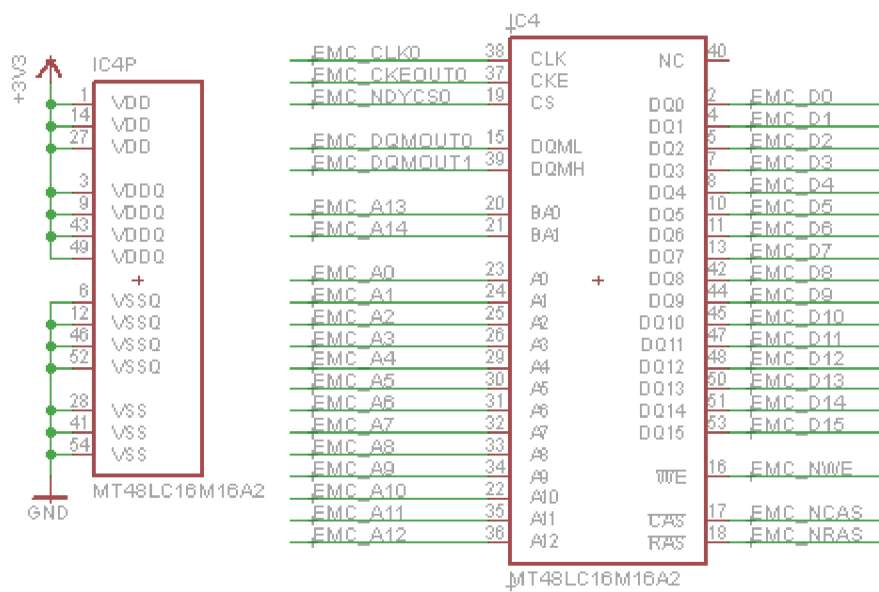 +3V3
IC4P
1 VDD
14 VDD
27 VDD
3 VDDQ
9 VDDQ
43 VDDQ
49 VDDQ
6 VSSQ
12 VSSQ
46 VSSQ
52 VSSQ
28 VSS
41 VSS
54 VSS
MT48LC16M16A2
GND
IC4
EMC_CLK0 38 CLK
EMC_CKEOUT0 37 CKE
EMC_NDYCS0 19 CS
EMC_DQMOUT0 15 DQML
EMC_DQMOUT1 39 DQMH
EMC_A13 20 BA0
EMC_A14 21 BA1
EMC_A0 23 A0
EMC_A1 24 A1
EMC_A2 25 A2
EMC_A3 26 A3
EMC_A4 29 A4
EMC_A5 30 A5
EMC_A6 31 A6
EMC_A7 32 A7
EMC_A8 33 A8
EMC_A9 34 A9
EMC_A10 22 A10
EMC_A11 35 A11
EMC_A12 36 A12
NC 40
DQ0 2 EMC_D0
DQ1 4 EMC_D1
DQ2 5 EMC_D2
DQ3 7 EMC_D3
DQ4 8 EMC_D4
DQ5 10 EMC_D5
DQ6 11 EMC_D6
DQ7 13 EMC_D7
DQ8 42 EMC_D8
DQ9 44 EMC_D9
DQ10 45 EMC_D10
DQ11 47 EMC_D11
DQ12 48 EMC_D12
DQ13 50 EMC_D13
DQ14 51 EMC_D14
DQ15 53 EMC_D15
WE 16 EMC_NWE
CAS 17 EMC_NCAS
RAS 18 EMC_NRAS
MT48LC16M16A2